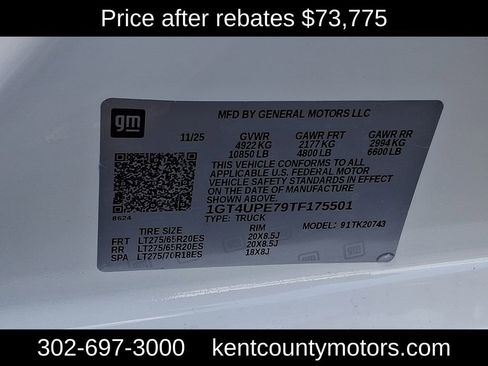 Price after rebates $73,775
gm
MFD BY GENERAL MOTORS LLC
11/25 GVWR GAWR FRT GAWR RR
4922 KG 2177 KG 2994 KG
10850 LB 4800 LB 6600 LB
THIS VEHICLE CONFORMS TO ALL
APPLICABLE U.S. FEDERAL MOTOR
VEHICLE SAFETY AND THEFT
PREVENTION STANDARDS IN EFFECT
ON THE DATE OF MANUFACTURE
SHOWN ABOVE.
1GT4UPE79TF175501
TYPE: TRUCK
8624
MODEL: 91TK20743
TIRE SIZE RIM
FRT LT275/65R20ES 20X8.5J
RR LT275/65R20ES 20X8.5J
SPA LT275/70R18ES 18X8J
302-697-3000 kentcountymotors.com